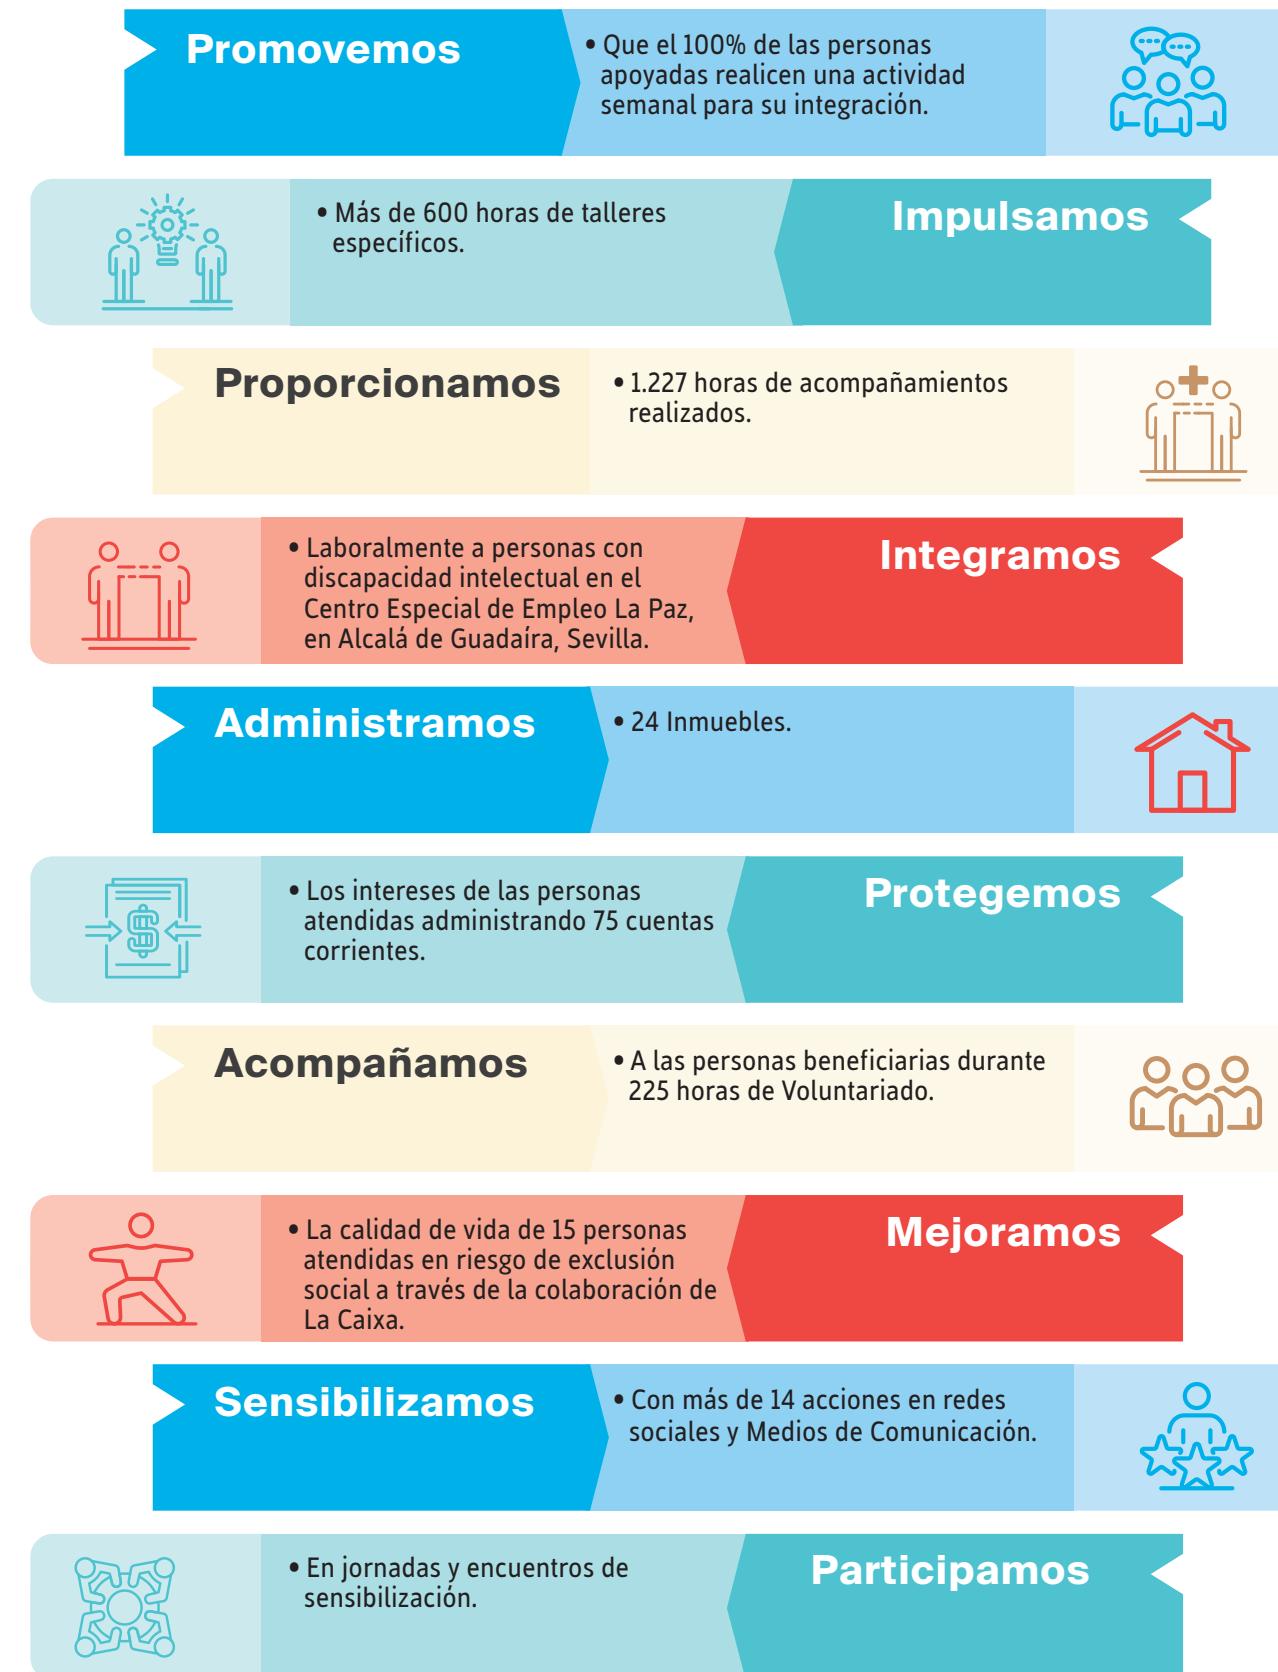 Promovemos
• Que el 100% de las personas
apoyadas realicen una actividad
semanal para su integración.
Impulsamos
• Más de 600 horas de talleres
específicos.
Proporcionamos
• 1.227 horas de acompañamientos
realizados.
Integramos
• Laboralmente a personas con
discapacidad intelectual en el
Centro Especial de Empleo La Paz,
en Alcalá de Guadaíra, Sevilla.
Administramos
• 24 Inmuebles.
Protegemos
• Los intereses de las personas
atendidas administrando 75 cuentas
corrientes.
Acompañamos
• A las personas beneficiarias durante
225 horas de Voluntariado.
Mejoramos
• La calidad de vida de 15 personas
atendidas en riesgo de exclusión
social a través de la colaboración de
La Caixa.
Sensibilizamos
• Con más de 14 acciones en redes
sociales y Medios de Comunicación.
Participamos
• En jornadas y encuentros de
sensibilización.